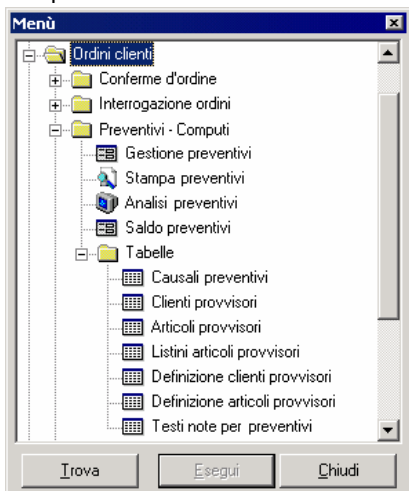 Menù
Ordini clienti
Conferme d'ordine
Interrogazione ordini
Preventivi - Computi
Gestione preventivi
Stampa preventivi
Analisi preventivi
Saldo preventivi
Tabelle
Causali preventivi
Clienti provvisori
Articoli provvisori
Listini articoli provvisori
Definizione clienti provvisori
Definizione articoli provvisori
Testi note per preventivi
Trova Esegui Chiudi